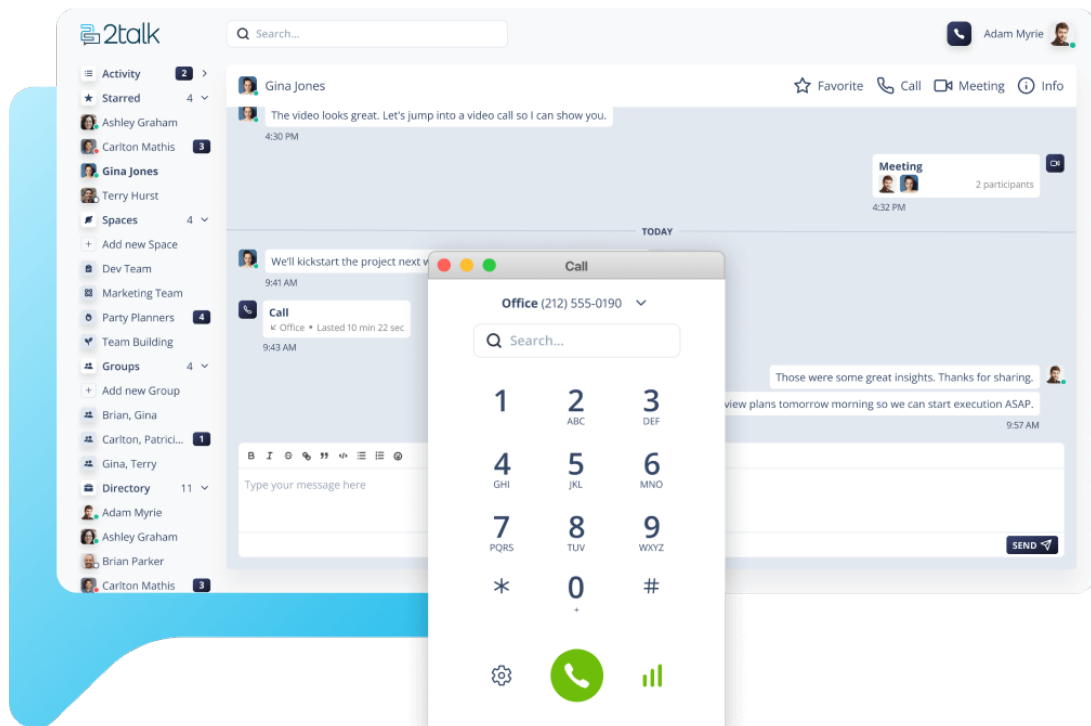 2talk
Search...
Adam Myrie
Activity 2
Starred 4
Ashley Graham
Carlton Mathis 3
Gina Jones
Terry Hurst
Spaces 4
Add new Space
Dev Team
Marketing Team
Party Planners 4
Team Building
Groups 4
Add new Group
Brian, Gina
Carlton, Patrici... 1
Gina, Terry
Directory 11
Adam Myrie
Ashley Graham
Brian Parker
Carlton Mathis 3
Gina Jones
Favorite Call Meeting Info
The video looks great. Let's jump into a video call so I can show you.
4:30 PM
Meeting
2 participants
4:32 PM
TODAY
We'll kickstart the project next
9:41 AM
Call
Office • Lasted 10 min 22 sec
9:43 AM
Those were some great insights. Thanks for sharing.
view plans tomorrow morning so we can start execution ASAP.
9:57 AM
B I S
Type your message here
SEND
Call
Office (212) 555-0190
Search...
1 2 3
ABC DEF
4 5 6
GHI JKL MNO
7 8 9
PQRS TUV WXYZ
* 0 #
+